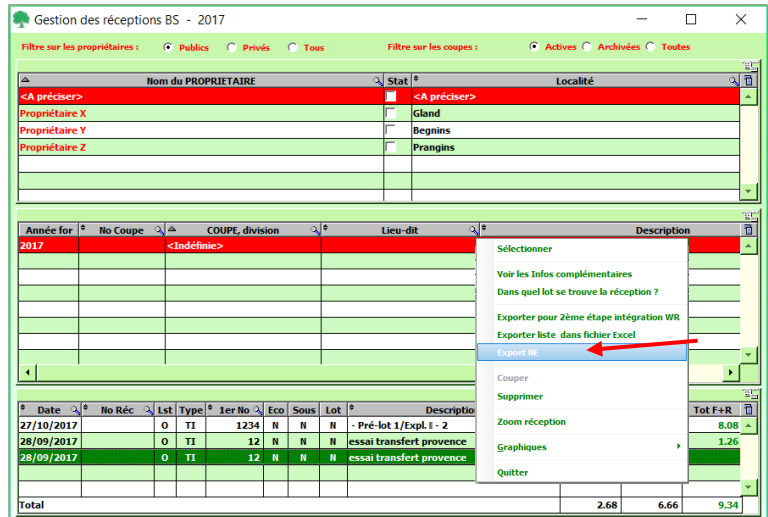 Gestion des réceptions BS - 2017
Filtre sur les propriétaires : Publics Privés Tous Filtre sur les coupes : Actives Archivées Toutes
Nom du PROPRIETAIRE Stat Localité
<A préciser> <A préciser>
Propriétaire X Gland
Propriétaire Y Begnins
Propriétaire Z Prangins
Année for No Coupe COUPE, division Lieu-dit Description
2017 <Indéfinie>
Sélectionner
Voir les Infos complémentaires
Dans quel lot se trouve la réception ?
Exporter pour 2ème étape intégration WR
Exporter liste dans fichier Excel
Export NE
Couper
Supprimer
Zoom réception
Graphiques
Quitter
Date No Réc Lst Type 1er No Eco Sous Lot Descriptio Tot F+R
27/10/2017 O TI 1234 N N N - Pré-lot 1/Expl. I - 2 8.08
28/09/2017 O TI 12 N N N essai transfert provence 1.26
28/09/2017 O TI 12 N N N essai transfert provence
Total 2.68 6.66 9.34